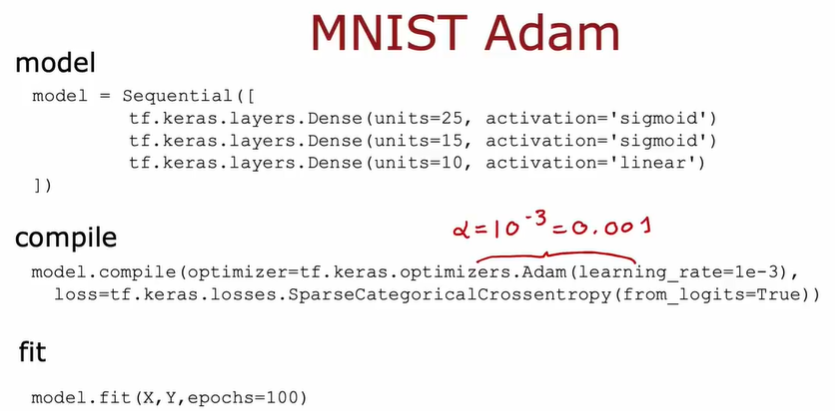 MNIST Adam
model
model = Sequential([
tf.keras.layers.Dense(units=25, activation='sigmoid')
tf.keras.layers.Dense(units=15, activation='sigmoid')
tf.keras.layers.Dense(units=10, activation='linear')
])
α=10⁻³=0.001
compile
model.compile(optimizer=tf.keras.optimizers.Adam(learning_rate=1e-3),
loss=tf.keras.losses.SparseCategoricalCrossentropy(from_logits=True))
fit
model.fit(X,Y,epochs=100)